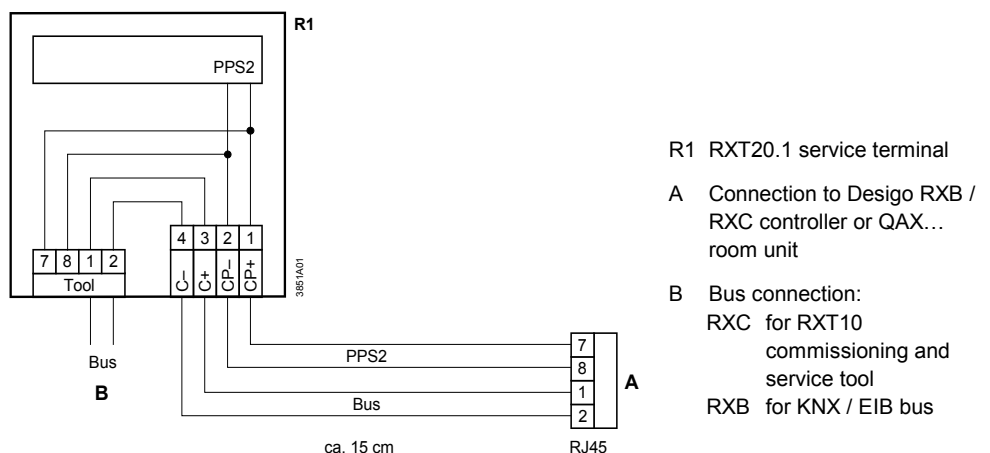 R1
PPS2
4 3 2 1
7 8 1 2
Tool
C–
C+
CP–
CP+
3851A01
Bus
B
PPS2
Bus
7
8
1
2
A
ca. 15 cm
RJ45
R1 RXT20.1 service terminal
A Connection to Desigo RXB /
RXC controller or QAX…
room unit
B Bus connection:
RXC for RXT10
commissioning and
service tool
RXB for KNX / EIB bus